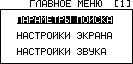 ГЛАВНОЕ МЕНЮ [1]
ПАРАМЕТРЫ ПОИСКА
НАСТРОЙКИ ЭКРАНА
НАСТРОЙКИ ЗВУКА